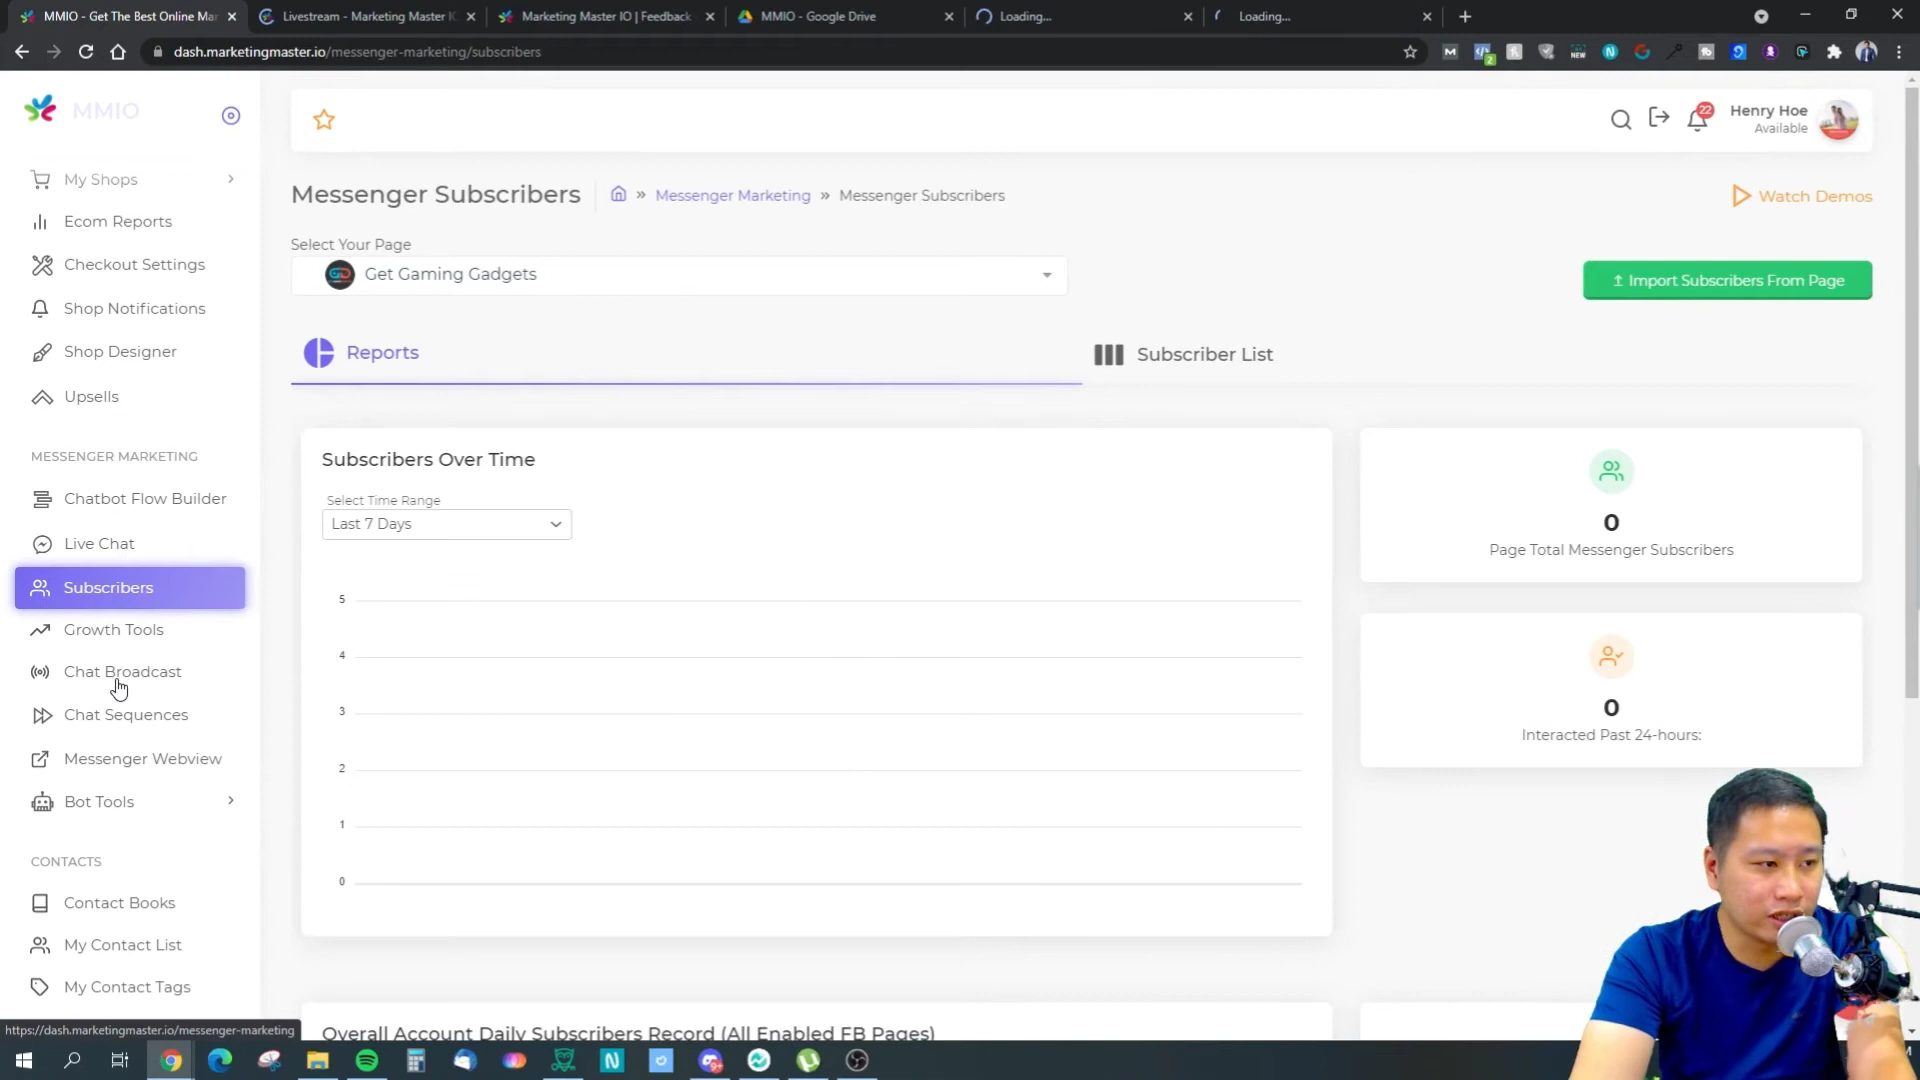 MMIO - Get The Best Online Mar
Livestream - Marketing Master IO
Marketing Master IO | Feedback
MMIO - Google Drive
Loading...
Loading...
dash.marketingmaster.io/messenger-marketing/subscribers
MMIO
22
Henry Hoe
Available
My Shops
Ecom Reports
Checkout Settings
Shop Notifications
Shop Designer
Upsells
MESSENGER MARKETING
Chatbot Flow Builder
Live Chat
Subscribers
Growth Tools
Chat Broadcast
Chat Sequences
Messenger Webview
Bot Tools
CONTACTS
Contact Books
My Contact List
My Contact Tags
https://dash.marketingmaster.io/messenger-marketing
Messenger Subscribers
» Messenger Marketing » Messenger Subscribers
Watch Demos
Select Your Page
Get Gaming Gadgets
Import Subscribers From Page
Reports
Subscriber List
Subscribers Over Time
Select Time Range
Last 7 Days
5
4
3
2
1
0
0
Page Total Messenger Subscribers
0
Interacted Past 24-hours:
Overall Account Daily Subscribers Record (All Enabled FB Pages)